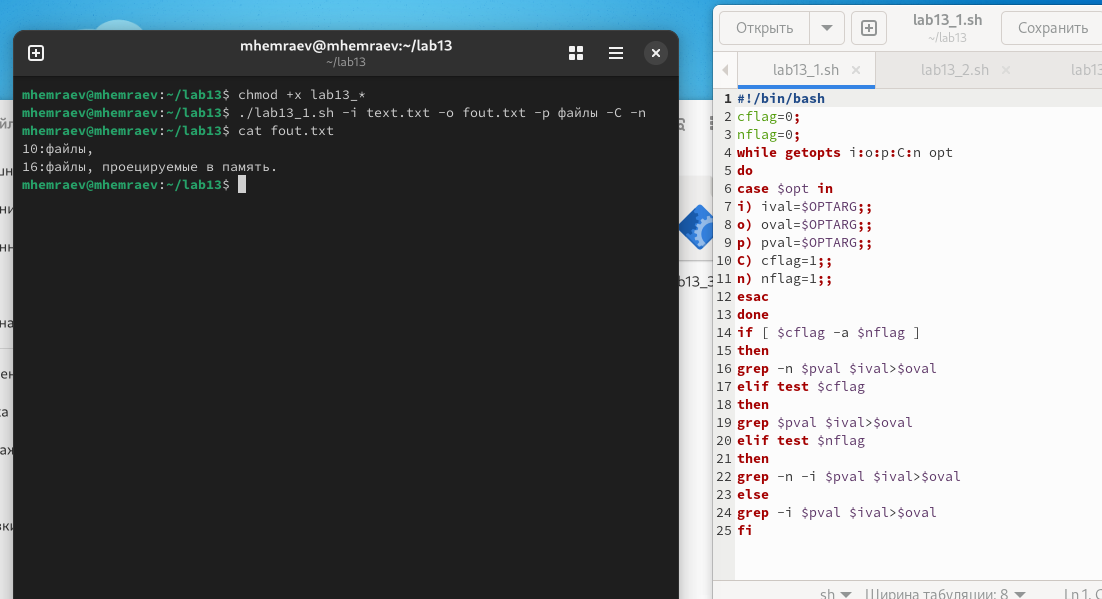 mhemraev@mhemraev:~/lab13
~/lab13
mhemraev@mhemraev:~/lab13$ chmod +x lab13_*
mhemraev@mhemraev:~/lab13$ ./lab13_1.sh -i text.txt -o fout.txt -p файлы -C -n
mhemraev@mhemraev:~/lab13$ cat fout.txt
10:файлы,
16:файлы, проецируемые в память.
mhemraev@mhemraev:~/lab13$
Открыть
lab13_1.sh
~/lab13
Сохранить
lab13_1.sh
lab13_2.sh
lab13
1 #!/bin/bash
2 cflag=0;
3 nflag=0;
4 while getopts i:o:p:C:n opt
5 do
6 case $opt in
7 i) ival=$OPTARG;;
8 o) oval=$OPTARG;;
9 p) pval=$OPTARG;;
10 C) cflag=1;;
11 n) nflag=1;;
12 esac
13 done
14 if [ $cflag -a $nflag ]
15 then
16 grep -n $pval $ival>$oval
17 elif test $cflag
18 then
19 grep $pval $ival>$oval
20 elif test $nflag
21 then
22 grep -n -i $pval $ival>$oval
23 else
24 grep -i $pval $ival>$oval
25 fi
sh
Ширина табуляции: 8
Ln 1, C